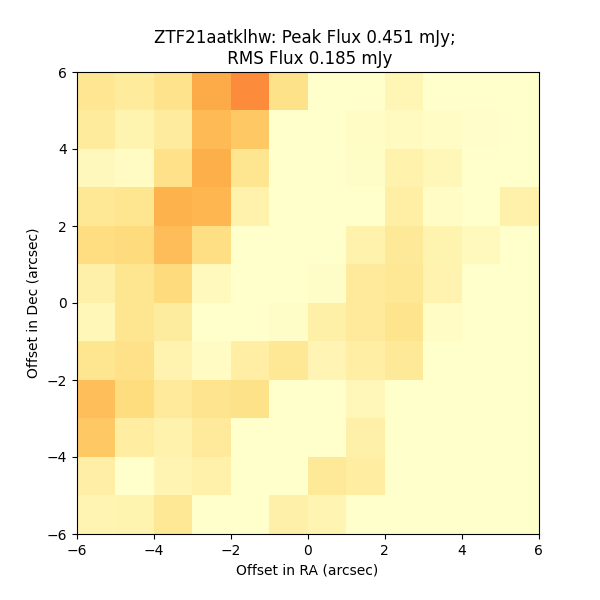 ZTF21aatklhw: Peak Flux 0.451 mJy;
RMS Flux 0.185 mJy
6
4
2
0
−2
−4
−6
Offset in Dec (arcsec)
−6 −4 −2 0 2 4 6
Offset in RA (arcsec)